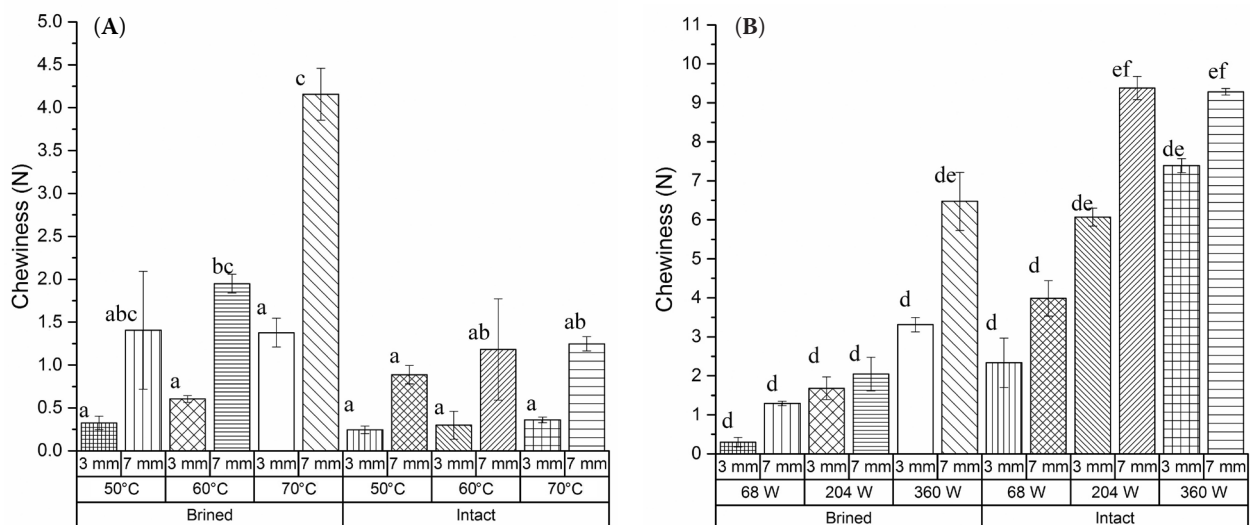 (A)
Chewiness (N)
5.0
4.5
4.0
3.5
3.0
2.5
2.0
1.5
1.0
0.5
0.0
a
abc
a
bc
a
c
a
a
a
ab
a
ab
3 mm 7 mm 3 mm 7 mm 3 mm 7 mm 3 mm 7 mm 3 mm 7 mm 3 mm 7 mm
50°C 60°C 70°C 50°C 60°C 70°C
Brined Intact
(B)
Chewiness (N)
11
10
9
8
7
6
5
4
3
2
1
0
d
d
d
d
d
de
d
d
de
ef
de
ef
3 mm 7 mm 3 mm 7 mm 3 mm 7 mm 3 mm 7 mm 3 mm 7 mm 3 mm 7 mm
68 W 204 W 360 W 68 W 204 W 360 W
Brined Intact